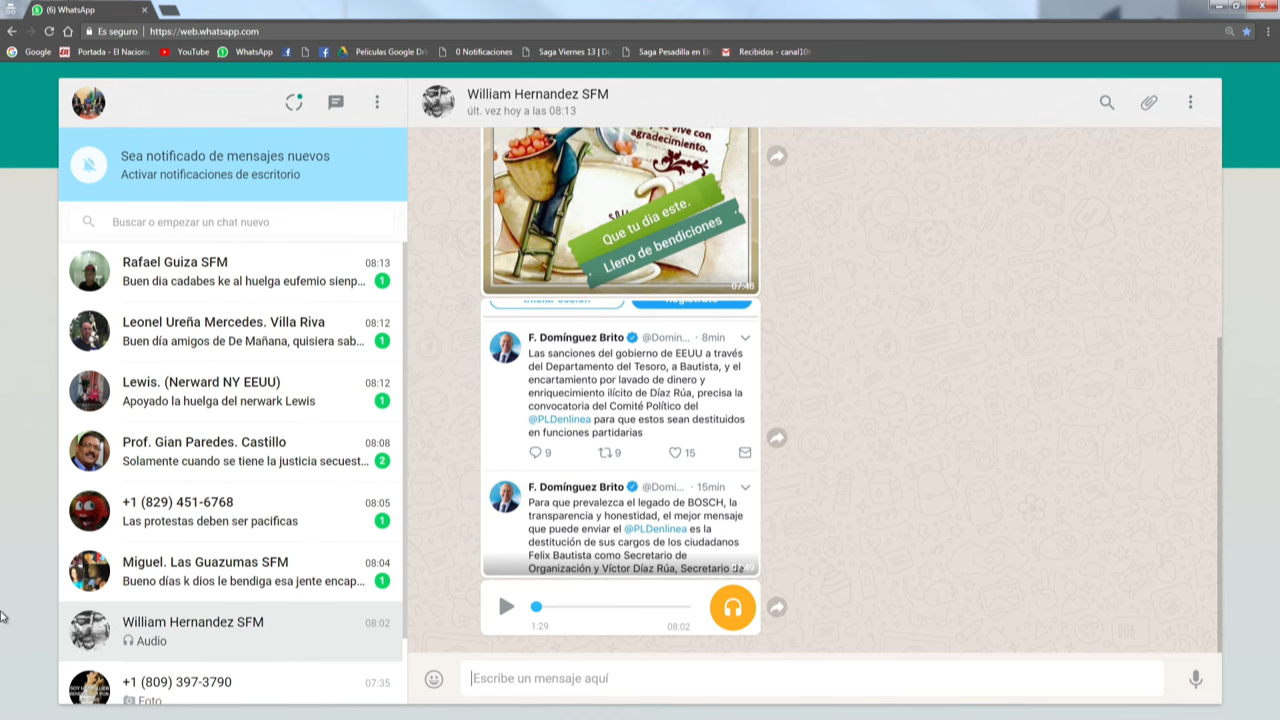 (6) WhatsApp
Es seguro | https://web.whatsapp.com
Google
Portada - El Naciona
YouTube
WhatsApp
Películas Google Dri
0 Notificaciones
Saga Viernes 13 | D
Saga Pesadilla en El
Recibidos - canal10s
William Hernandez SFM
últ. vez hoy a las 08:13
Sea notificado de mensajes nuevos
Activar notificaciones de escritorio
Buscar o empezar un chat nuevo
Rafael Guiza SFM
08:13
Buen dia cadabes ke al huelga eufemio sienp...
1
Leonel Ureña Mercedes. Villa Riva
08:12
Buen día amigos de De Mañana, quisiera sab...
1
Lewis. (Nerward NY EEUU)
08:12
Apoyado la huelga del nerwark Lewis
1
Prof. Gian Paredes. Castillo
08:08
Solamente cuando se tiene la justicia secuest...
2
+1 (829) 451-6768
08:05
Las protestas deben ser pacificas
1
Miguel. Las Guazumas SFM
08:04
Bueno días k dios le bendiga esa jente encap...
1
William Hernandez SFM
08:02
Audio
+1 (809) 397-3790
07:35
Foto
vive con
agradecimiento.
Que tu dia este.
Lleno de bendiciones
07:48
Iniciar sesión
Regístrate
F. Domínguez Brito @Domin... · 8min
Las sanciones del gobierno de EEUU a través
del Departamento del Tesoro, a Bautista, y el
encartamiento por lavado de dinero y
enriquecimiento ilícito de Díaz Rúa, precisa la
convocatoria del Comité Político del
@PLDenlinea para que estos sean destituidos
en funciones partidarias
9
9
15
F. Domínguez Brito @Domi... · 15min
Para que prevalezca el legado de BOSCH, la
transparencia y honestidad, el mejor mensaje
que puede enviar el @PLDenlinea es la
destitución de sus cargos de los ciudadanos
Felix Bautista como Secretario de
Organización y Víctor Díaz Rúa, Secretario de
1:29
08:02
Escribe un mensaje aquí